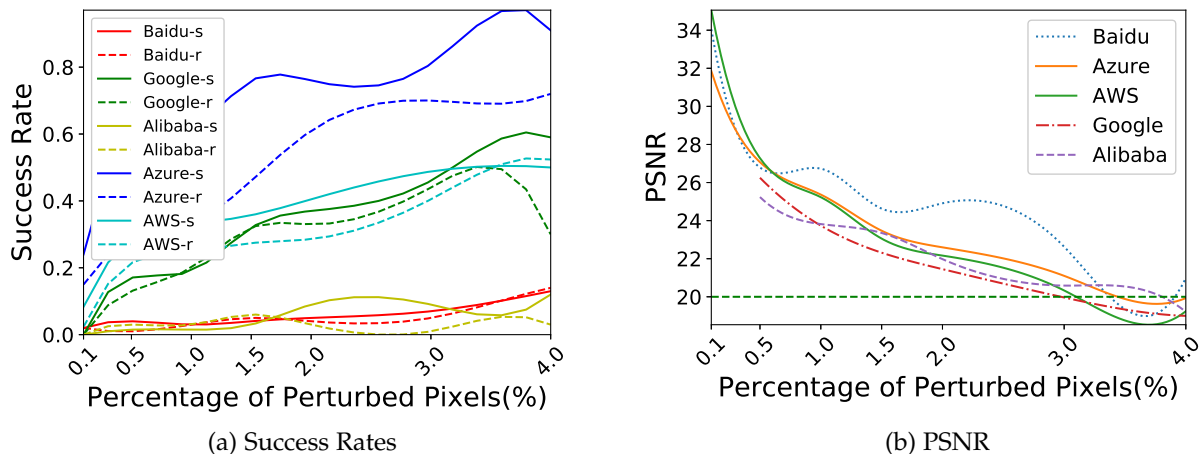 Success Rate
0.8
0.6
0.4
0.2
0.0
Baidu-s
Baidu-r
Google-s
Google-r
Alibaba-s
Alibaba-r
Azure-s
Azure-r
AWS-s
AWS-r
0.1 0.5 1.0 1.5 2.0 3.0 4.0
Percentage of Perturbed Pixels(%)
(a) Success Rates
PSNR
34
32
30
28
26
24
22
20
Baidu
Azure
AWS
Google
Alibaba
0.1 0.5 1.0 1.5 2.0 3.0 4.0
Percentage of Perturbed Pixels(%)
(b) PSNR